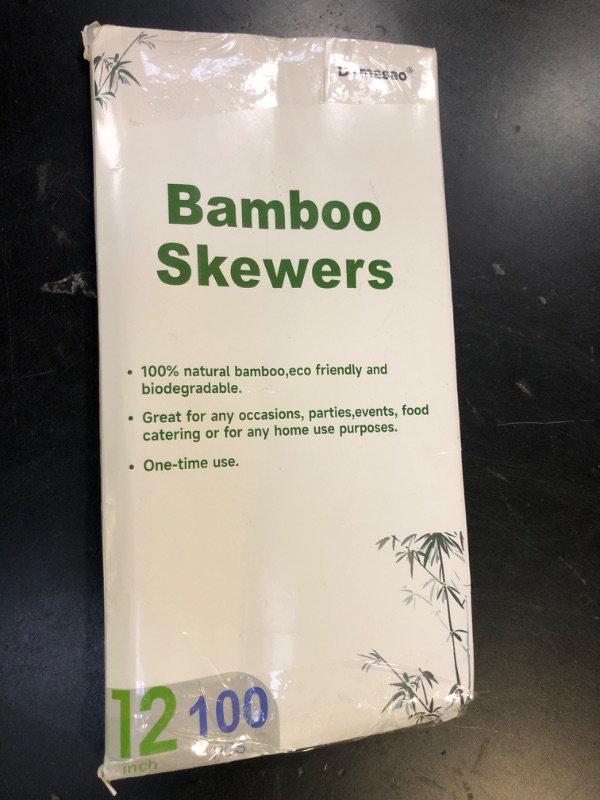 Bamboo
Skewers
• 100% natural bamboo,eco friendly and
biodegradable.
• Great for any occasions, parties,events, food
catering or for any home use purposes.
• One-time use.
12 100
inch